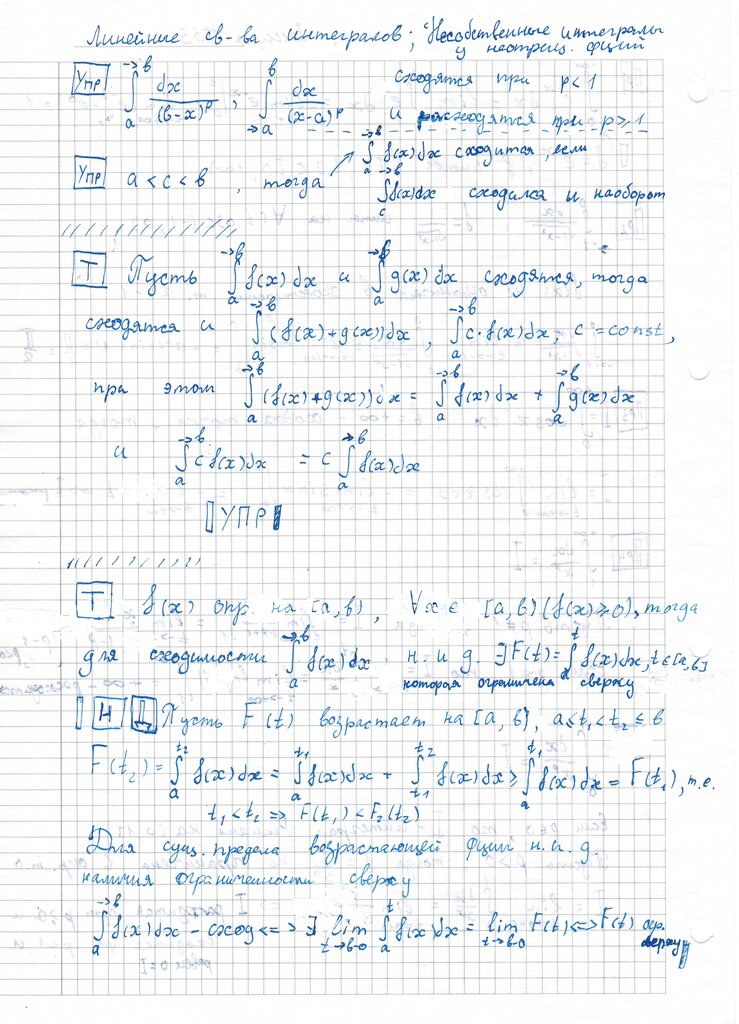 Линейные св-ва интегралов; Несобственные интегралы
у неотриц. фций
Упр ∫_a^{→b} dx/(b-x)^p , ∫_{→a}^b dx/(x-a)^p сходятся при p<1
и расходятся при p≥1
Упр a<c<b , тогда ∫_a^{→b} f(x)dx сходится, если
∫_c^{→b} f(x)dx сходился и наоборот
Т Пусть ∫_a^{→b} f(x)dx и ∫_a^{→b} g(x)dx сходятся, тогда
сходятся и ∫_a^{→b} (f(x)+g(x))dx , ∫_a^{→b} c·f(x)dx, c=const,
при этом ∫_a^{→b} (f(x)+g(x))dx = ∫_a^{→b} f(x)dx + ∫_a^{→b} g(x)dx
и ∫_a^{→b} c f(x)dx = c ∫_a^{→b} f(x)dx
УПР
Т f(x) опр. на [a,b) , ∀x∈ [a,b) (f(x)≥0), тогда
для сходимости ∫_a^{→b} f(x)dx н. и д. ∃F(t)=∫_a^t f(x)dx, t∈[a,b]
которая ограничена сверху
Н Д Пусть F(t) возрастает на [a,b], a≤t₁<t₂≤b
F(t₂)=∫_a^{t₂} f(x)dx = ∫_a^{t₁} f(x)dx + ∫_{t₁}^{t₂} f(x)dx ≥ ∫_a^{t₁} f(x)dx = F(t₁), т.е.
t₁<t₂ => F(t₁)<F₂(t₂)
Для сущ. предела возрастающей фции н. и д.
наличия ограниченности сверху
∫_a^{→b} f(x)dx - сход <=> ∃ lim_{t→b-0} ∫_a^t f(x)dx = lim_{t→b-0} F(t) <=> F(t) огр.
сверху